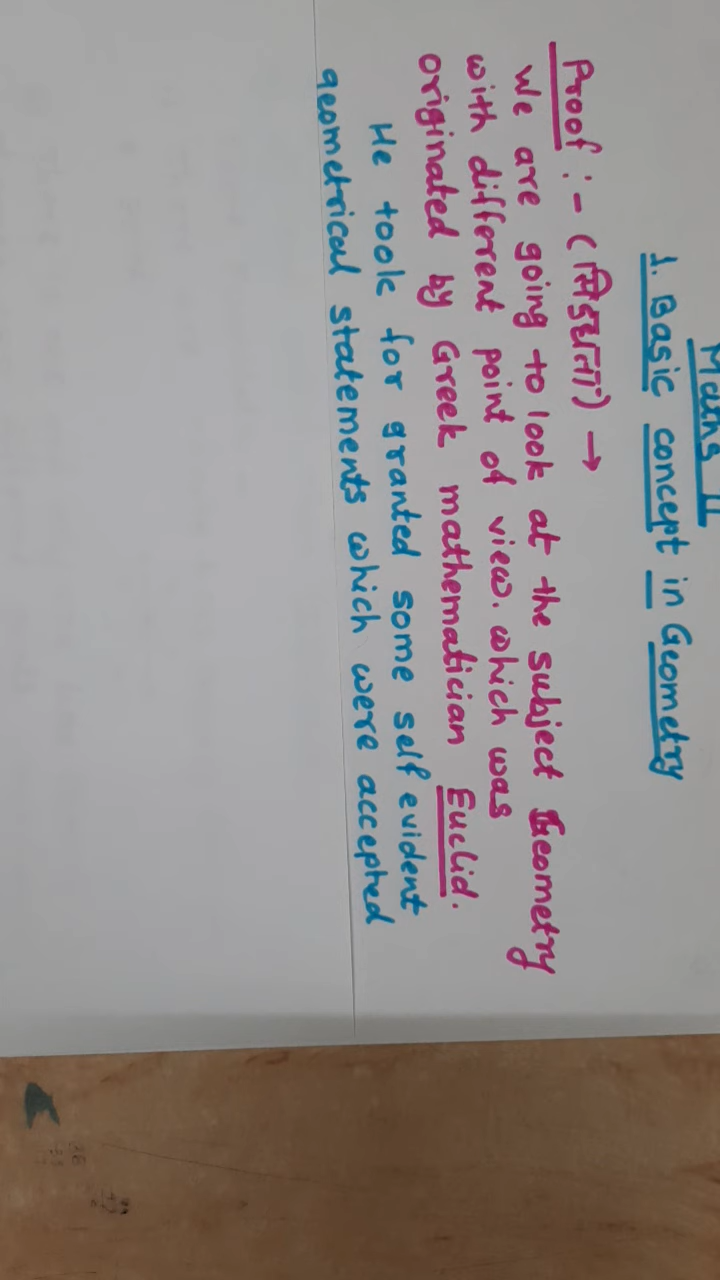 Maths II
1. Basic concept in Geometry
Proof :- (सिद्धता) →
We are going to look at the subject Geometry
with different point of view. which was
originated by Greek mathematician Euclid.
He took for granted some self evident
geometrical statements which were accepted